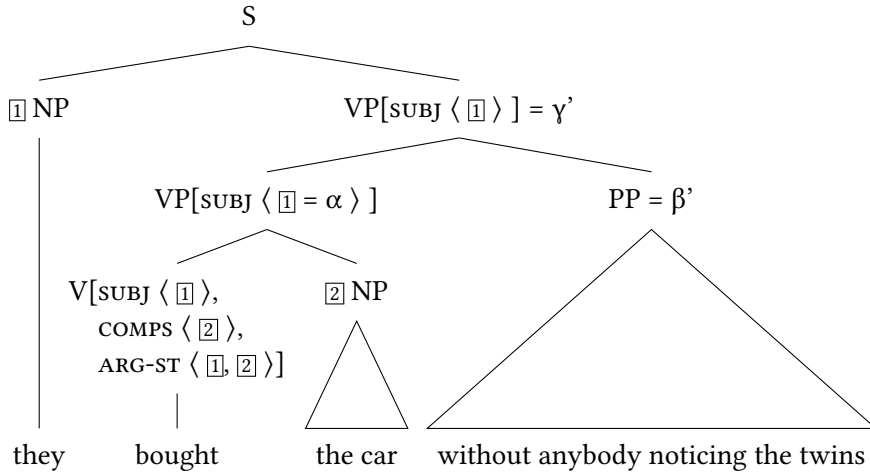 S
1 NP VP[SUBJ ⟨ 1 ⟩ ] = γ’
VP[SUBJ ⟨ 1 = α ⟩ ] PP = β’
V[SUBJ ⟨ 1 ⟩, 2 NP
COMPS ⟨ 2 ⟩,
ARG-ST ⟨ 1, 2 ⟩]
they bought the car without anybody noticing the twins